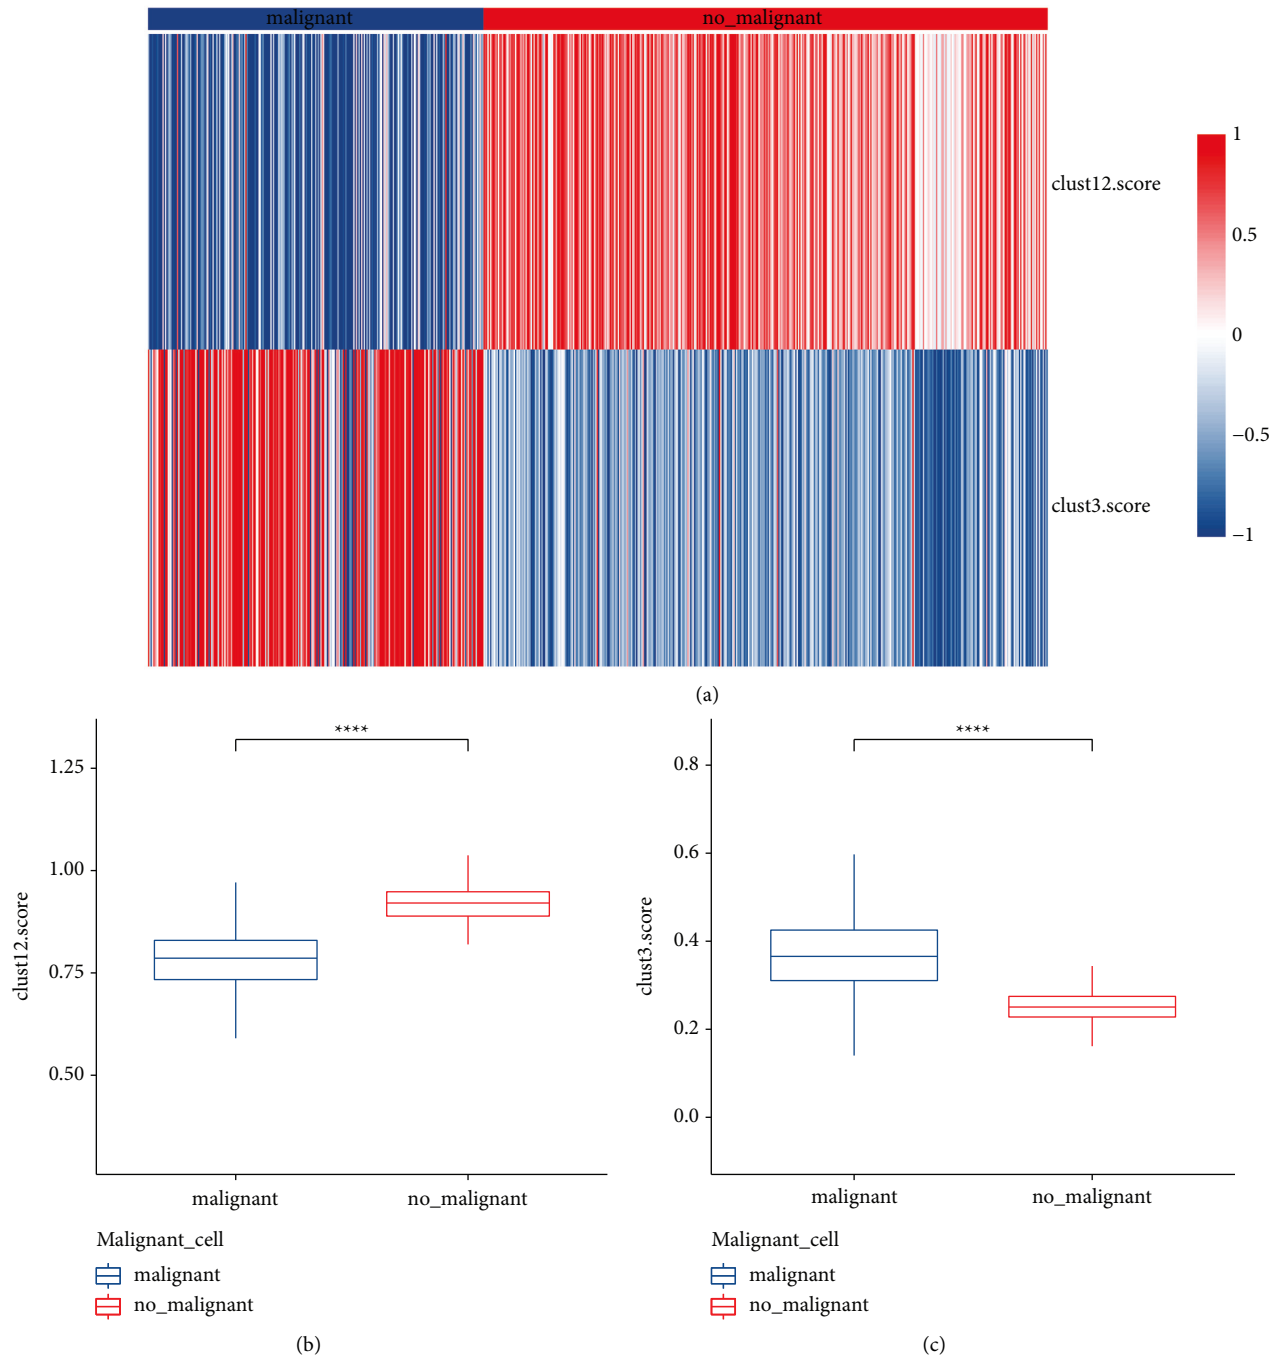 malignant no_malignant
clust12.score
clust3.score
1
0.5
0
−0.5
−1
(a)
****
1.25
1.00
0.75
0.50
clust12.score
malignant no_malignant
Malignant_cell
malignant
no_malignant
(b)
****
0.8
0.6
0.4
0.2
0.0
clust3.score
malignant no_malignant
Malignant_cell
malignant
no_malignant
(c)